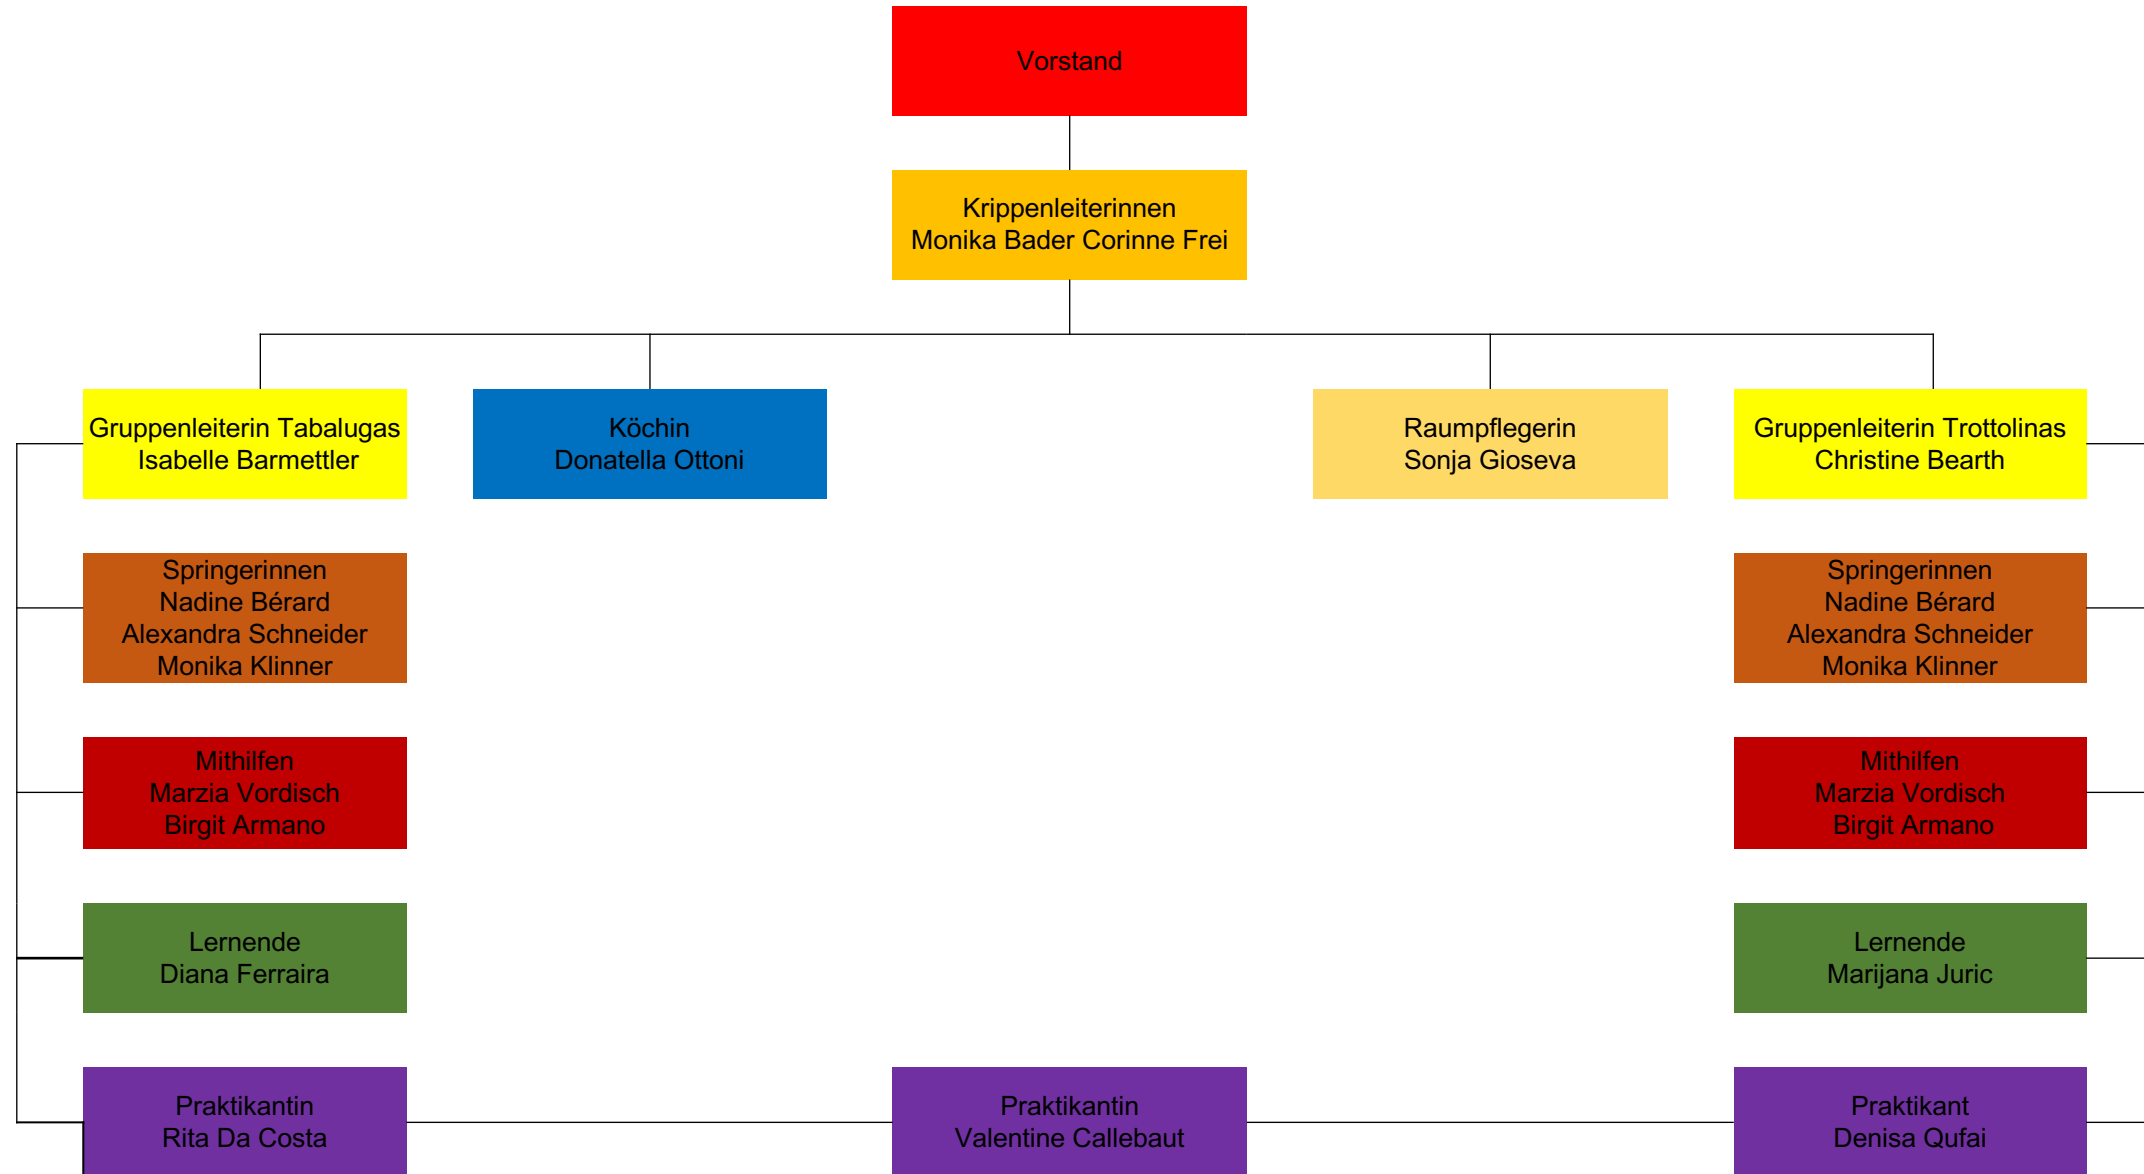 Vorstand
Krippenleiterinnen
Monika Bader Corinne Frei
Gruppenleiterin Tabalugas
Isabelle Barmettler
Köchin
Donatella Ottoni
Raumpflegerin
Sonja Gioseva
Gruppenleiterin Trottolinas
Christine Bearth
Springerinnen
Nadine Bérard
Alexandra Schneider
Monika Klinner
Springerinnen
Nadine Bérard
Alexandra Schneider
Monika Klinner
Mithilfen
Marzia Vordisch
Birgit Armano
Mithilfen
Marzia Vordisch
Birgit Armano
Lernende
Diana Ferraira
Lernende
Marijana Juric
Praktikantin
Rita Da Costa
Praktikantin
Valentine Callebaut
Praktikant
Denisa Qufai